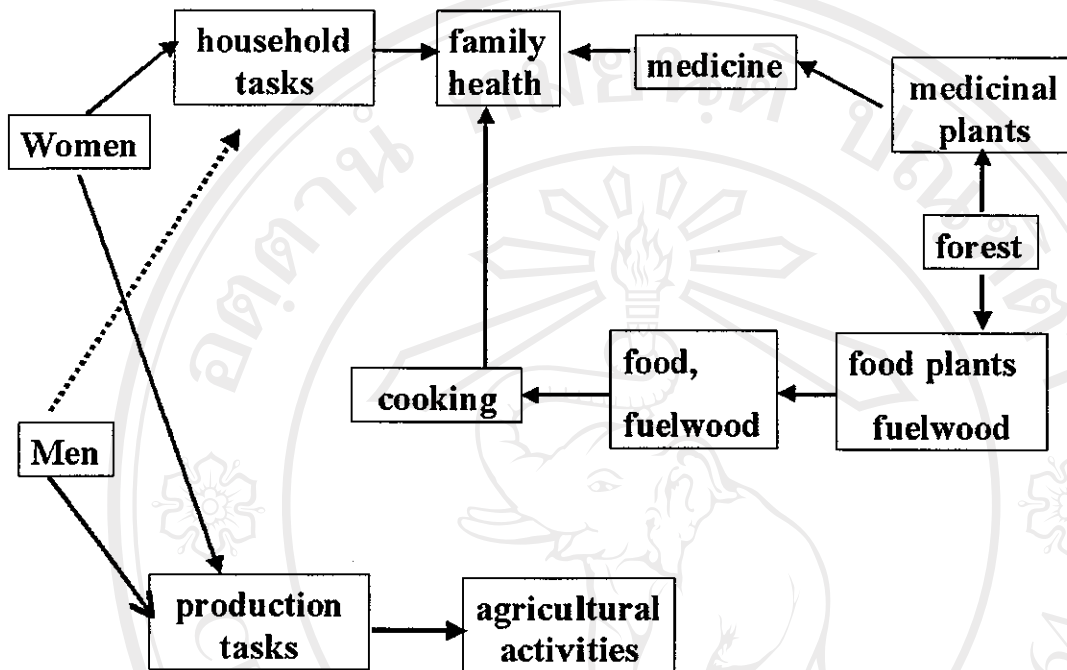 household
tasks
family
health
medicine
medicinal
plants
Women
forest
food plants
fuelwood
food,
fuelwood
cooking
Men
production
tasks
agricultural
activities